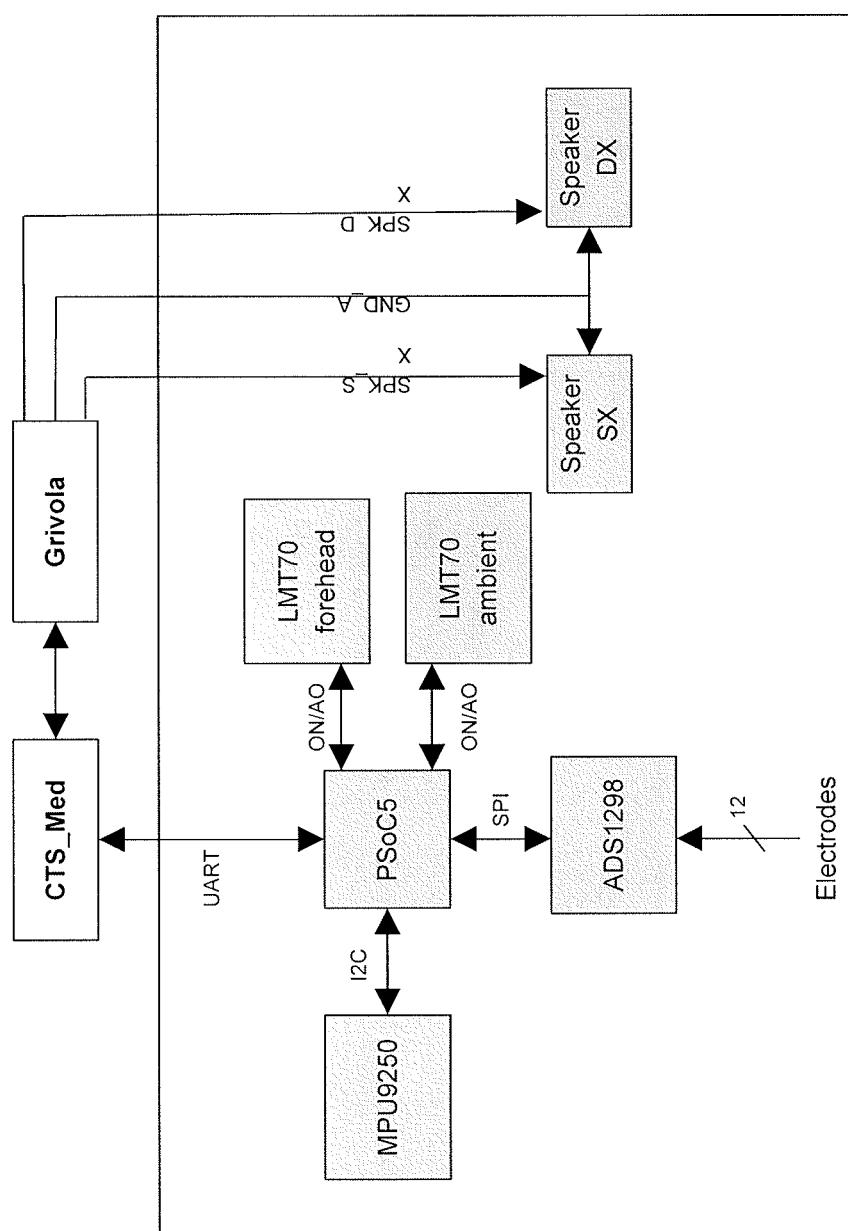 CTS_Med
Grivola
UART
MPU9250
I2C
PSoC5
ON/AO
ON/AO
LMT70
forehead
LMT70
ambient
SPI
ADS1298
12
Electrodes
SPK_S
X
GND_A
SPK_D
X
Speaker
SX
Speaker
DX